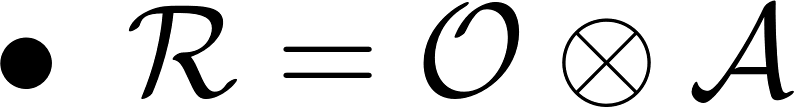 • ℛ = 𝒪 ⊗ 𝒜